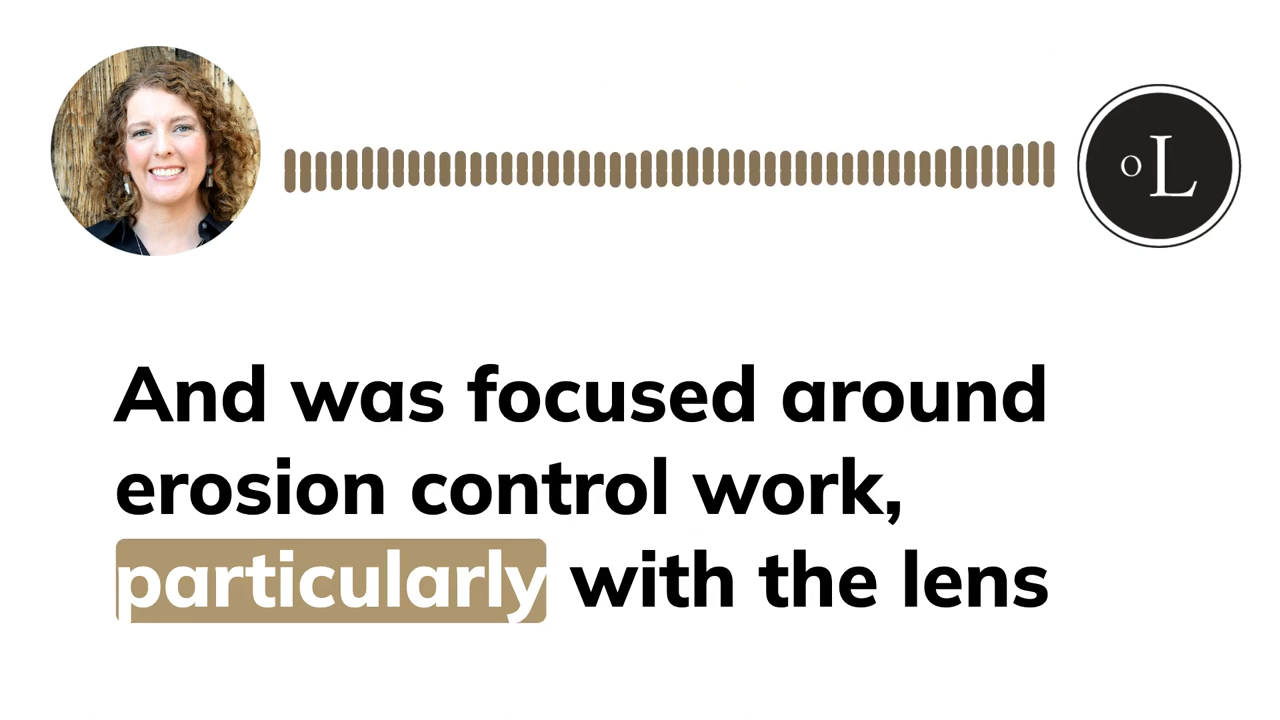 OL
And was focused around
erosion control work,
particularly with the lens